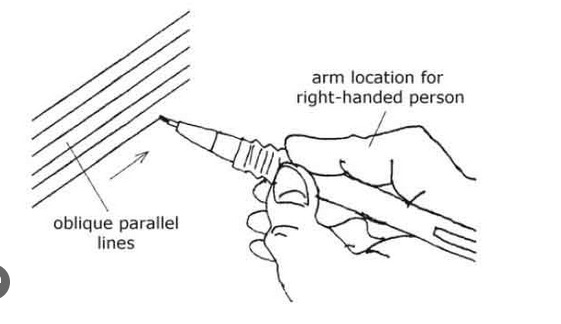 arm location for
right-handed person
oblique parallel
lines